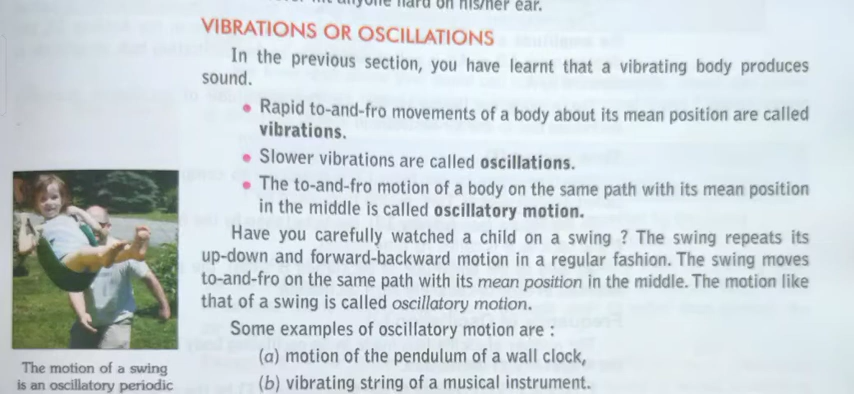 anyone hard on his/her ear.
VIBRATIONS OR OSCILLATIONS
In the previous section, you have learnt that a vibrating body produces
sound.
• Rapid to-and-fro movements of a body about its mean position are called
vibrations.
• Slower vibrations are called oscillations.
• The to-and-fro motion of a body on the same path with its mean position
in the middle is called oscillatory motion.
Have you carefully watched a child on a swing ? The swing repeats its
up-down and forward-backward motion in a regular fashion. The swing moves
to-and-fro on the same path with its mean position in the middle. The motion like
that of a swing is called oscillatory motion.
Some examples of oscillatory motion are :
(a) motion of the pendulum of a wall clock,
(b) vibrating string of a musical instrument.
The motion of a swing
is an oscillatory periodic